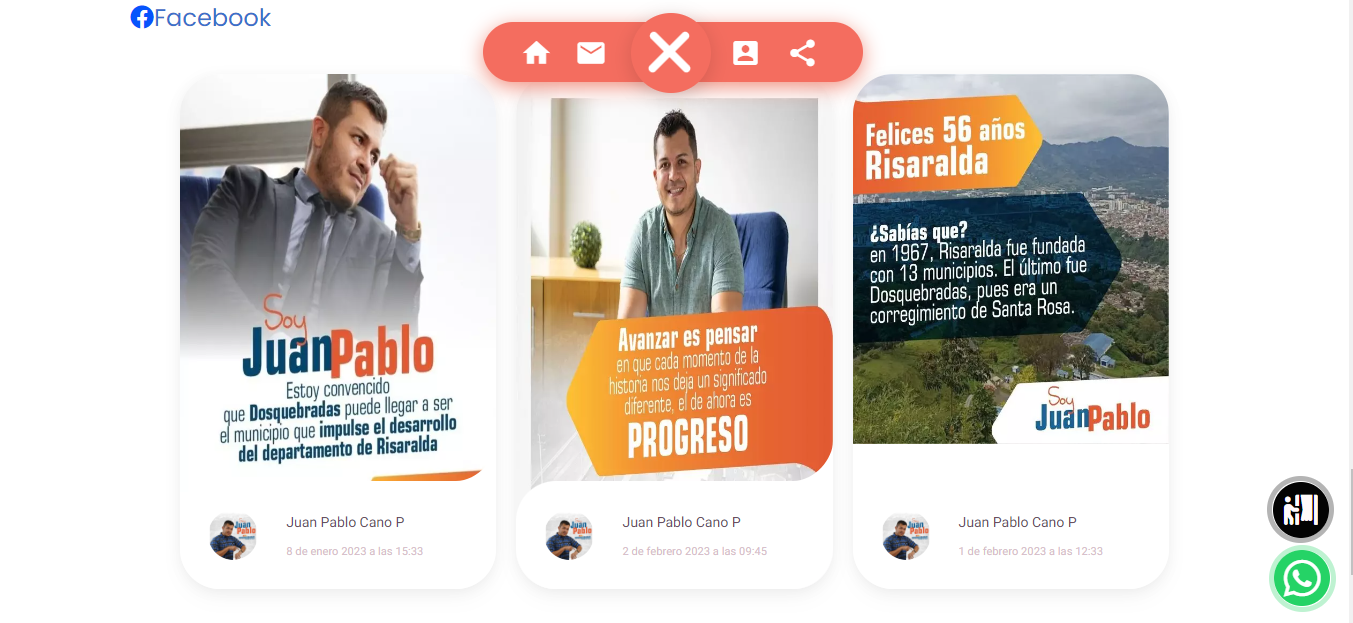 Facebook
Soy
JuanPablo
Estoy convencido
que Dosquebradas puede llegar a ser
el municipio que impulse el desarrollo
del departamento de Risaralda
Juan Pablo Cano P
8 de enero 2023 a las 15:33
Avanzar es pensar
en que cada momento de la
historia nos deja un significado
diferente, el de ahora es
PROGRESO
Juan Pablo Cano P
2 de febrero 2023 a las 09:45
Felices 56 años
Risaralda
¿Sabías que?
en 1967, Risaralda fue fundada
con 13 municipios. El último fue
Dosquebradas, pues era un
corregimiento de Santa Rosa.
Soy
JuanPablo
Juan Pablo Cano P
1 de febrero 2023 a las 12:33